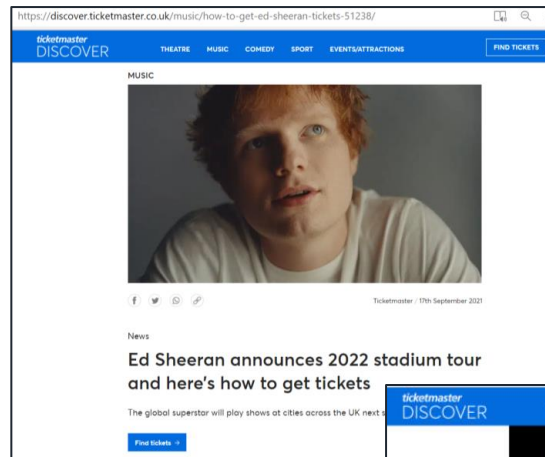 https://discover.ticketmaster.co.uk/music/how-to-get-ed-sheeran-tickets-51238/
ticketmaster
DISCOVER
THEATRE MUSIC COMEDY SPORT EVENTS/ATTRACTIONS
FIND TICKETS
MUSIC
Ticketmaster / 17th September 2021
News
Ed Sheeran announces 2022 stadium tour
and here's how to get tickets
The global superstar will play shows at cities across the UK next
Find tickets →
ticketmaster
DISCOVER